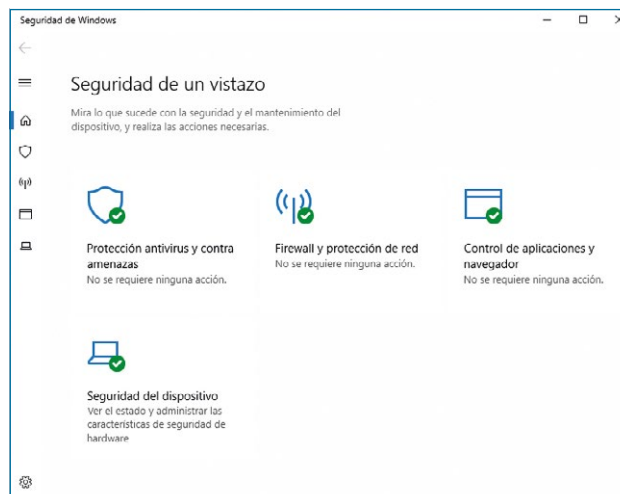 Seguridad de Windows
Seguridad de un vistazo
Mira lo que sucede con la seguridad y el mantenimiento del
dispositivo, y realiza las acciones necesarias.
Protección antivirus y contra
amenazas
No se requiere ninguna acción.
Firewall y protección de red
No se requiere ninguna acción.
Control de aplicaciones y
navegador
No se requiere ninguna acción.
Seguridad del dispositivo
Ver el estado y administrar las
características de seguridad de
hardware